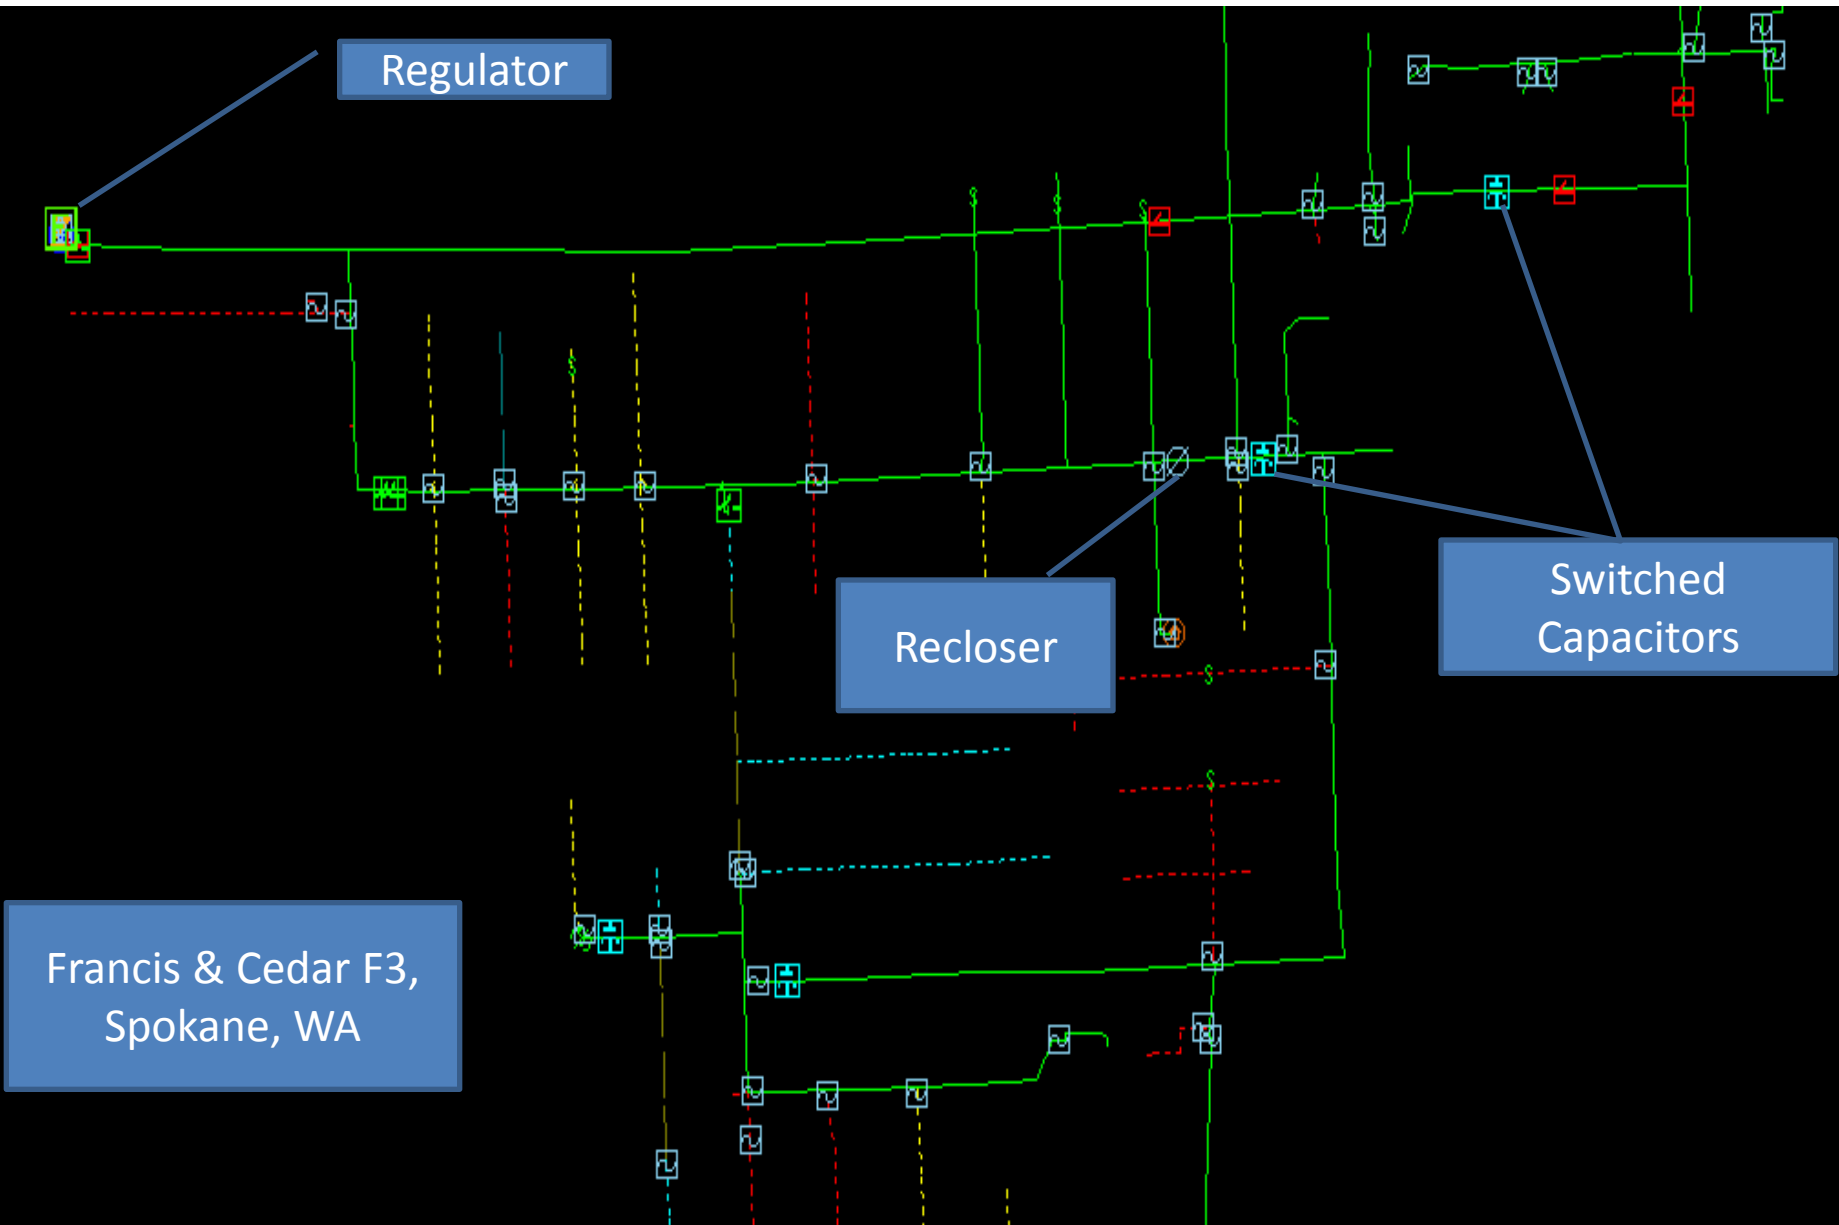 Regulator
Recloser
Switched
Capacitors
Francis & Cedar F3,
Spokane, WA